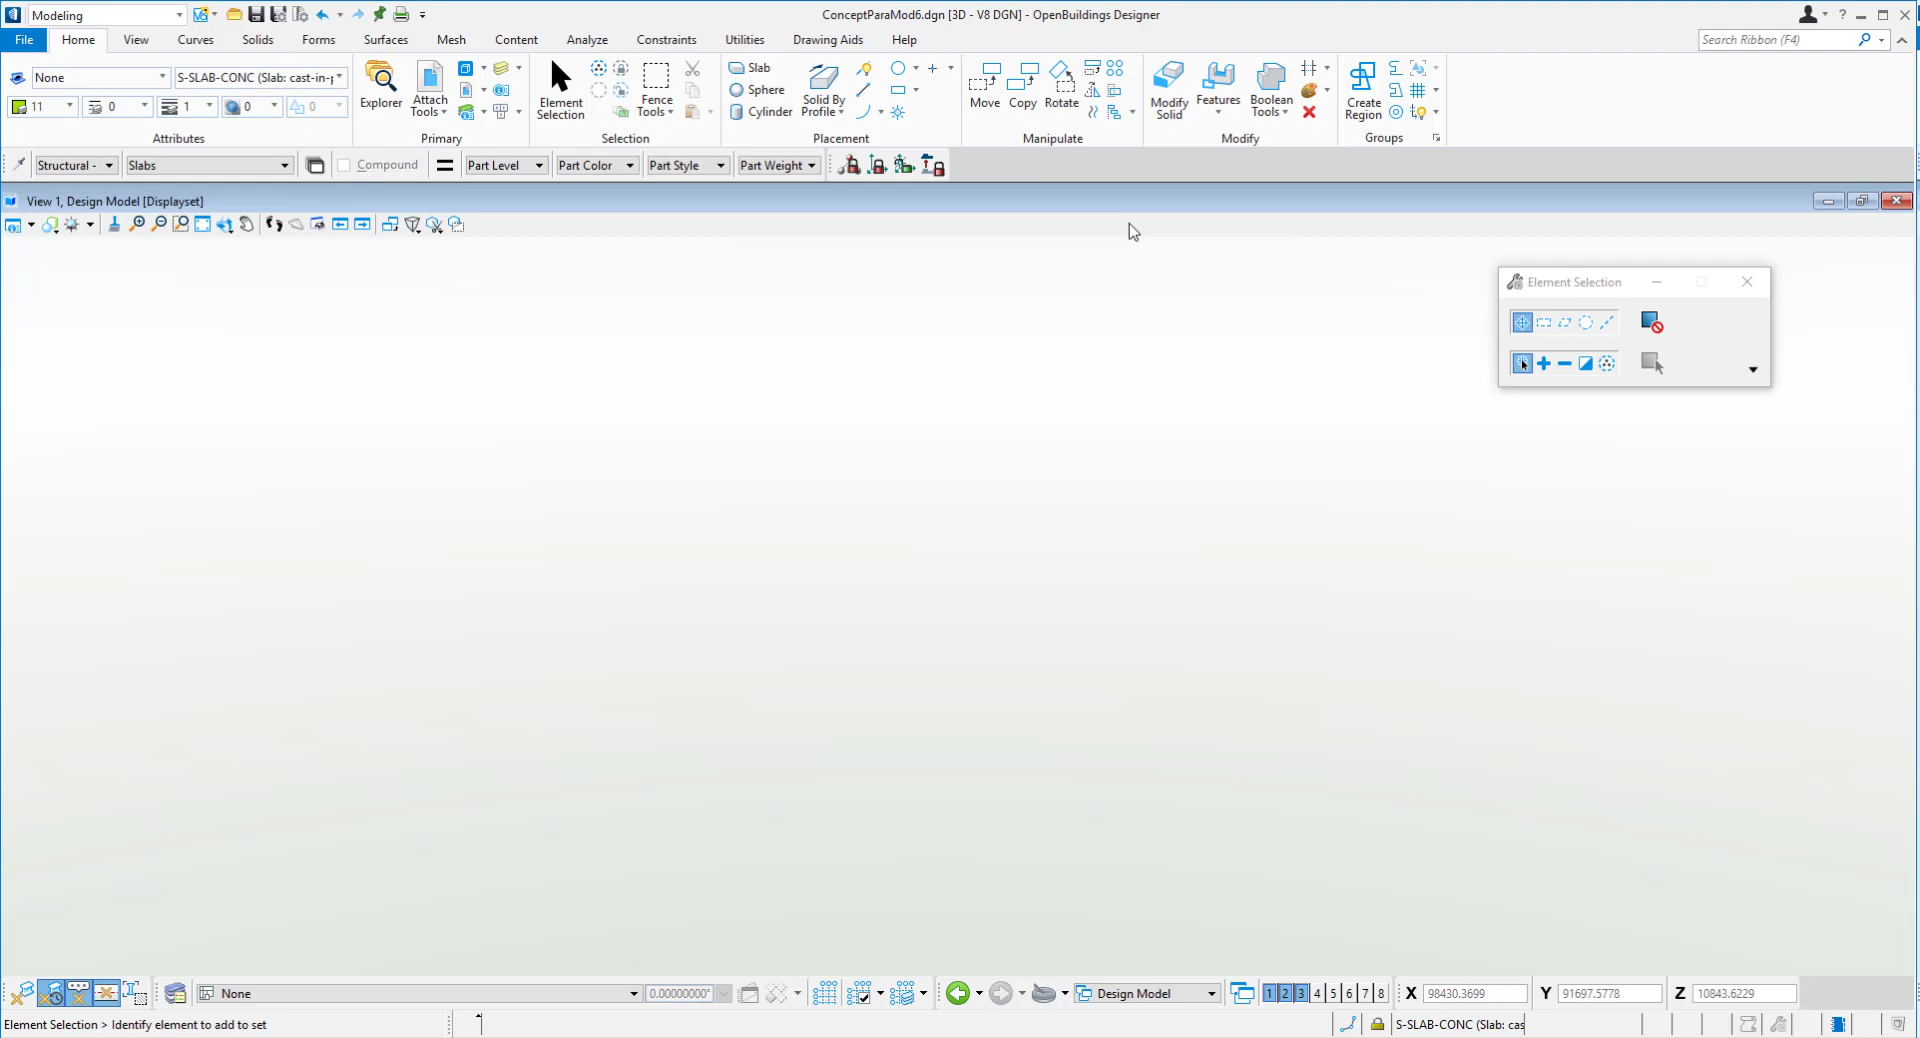 Modeling
ConceptParaMod6.dgn [3D - V8 DGN] - OpenBuildings Designer
File Home View Curves Solids Forms Surfaces Mesh Content Analyze Constraints Utilities Drawing Aids Help Search Ribbon (F4)
None S-SLAB-CONC (Slab: cast-in-p
11 0 1 0 0
Attributes
Explorer
Attach Tools
Primary
Element Selection
Fence Tools
Selection
Slab
Sphere
Cylinder
Solid By Profile
Placement
Move Copy Rotate
Manipulate
Modify Solid
Features
Boolean Tools
Modify
Create Region
Groups
Structural - Slabs Compound Part Level Part Color Part Style Part Weight
View 1, Design Model [Displayset]
Element Selection
None 0.00000000° Design Model 1 2 3 4 5 6 7 8 X 98430.3699 Y 91697.5778 Z 10843.6229
Element Selection > Identify element to add to set S-SLAB-CONC (Slab: cas